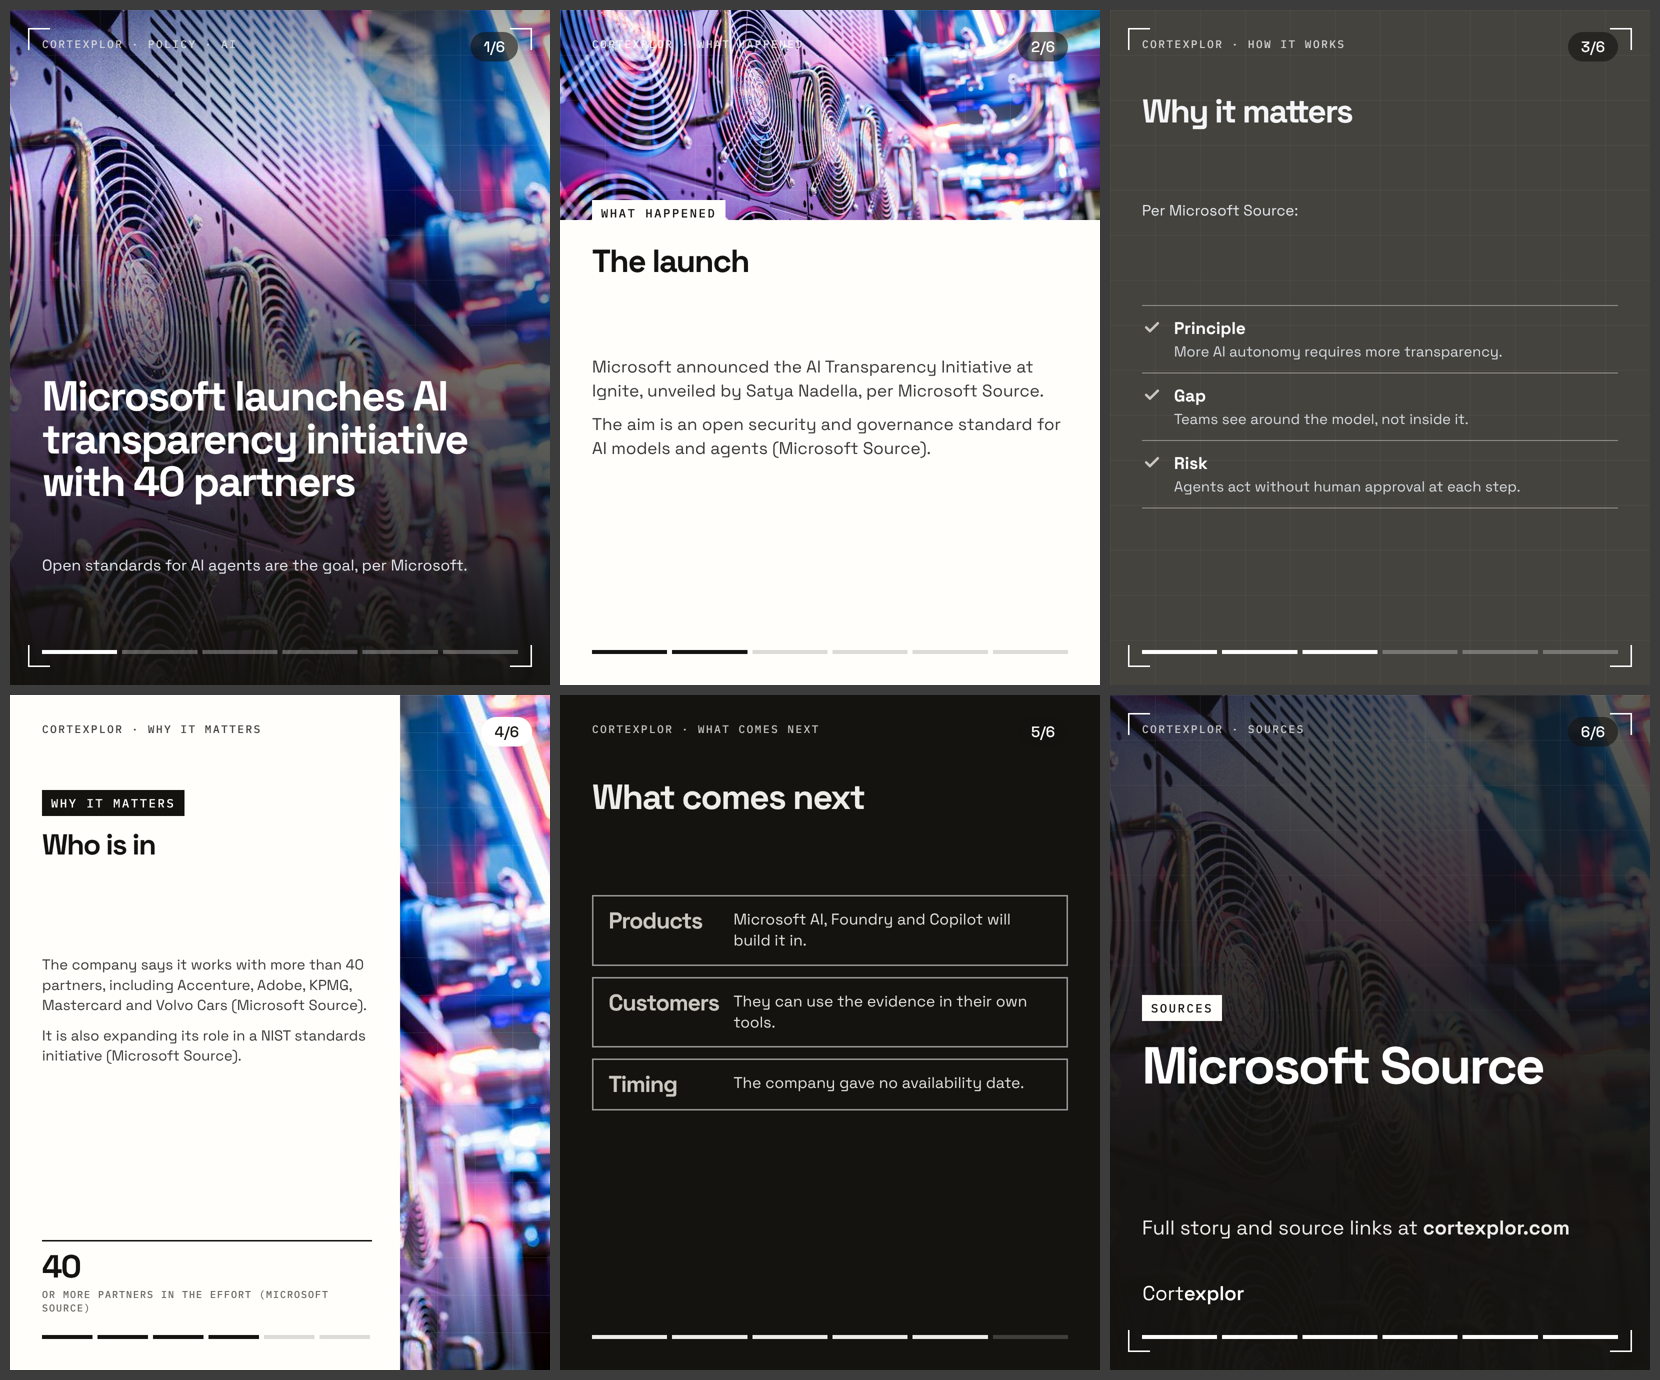 CORTEXPLOR · POLICY · AI
1/6
Microsoft launches AI
transparency initiative
with 40 partners
Open standards for AI agents are the goal, per Microsoft.
CORTEXPLOR · WHAT HAPPENED
2/6
WHAT HAPPENED
The launch
Microsoft announced the AI Transparency Initiative at
Ignite, unveiled by Satya Nadella, per Microsoft Source.
The aim is an open security and governance standard for
AI models and agents (Microsoft Source).
CORTEXPLOR · HOW IT WORKS
3/6
Why it matters
Per Microsoft Source:
Principle
More AI autonomy requires more transparency.
Gap
Teams see around the model, not inside it.
Risk
Agents act without human approval at each step.
CORTEXPLOR · WHY IT MATTERS
4/6
WHY IT MATTERS
Who is in
The company says it works with more than 40
partners, including Accenture, Adobe, KPMG,
Mastercard and Volvo Cars (Microsoft Source).
It is also expanding its role in a NIST standards
initiative (Microsoft Source).
40
OR MORE PARTNERS IN THE EFFORT (MICROSOFT
SOURCE)
CORTEXPLOR · WHAT COMES NEXT
5/6
What comes next
Products
Microsoft AI, Foundry and Copilot will
build it in.
Customers
They can use the evidence in their own
tools.
Timing
The company gave no availability date.
CORTEXPLOR · SOURCES
6/6
SOURCES
Microsoft Source
Full story and source links at cortexplor.com
Cortexplor